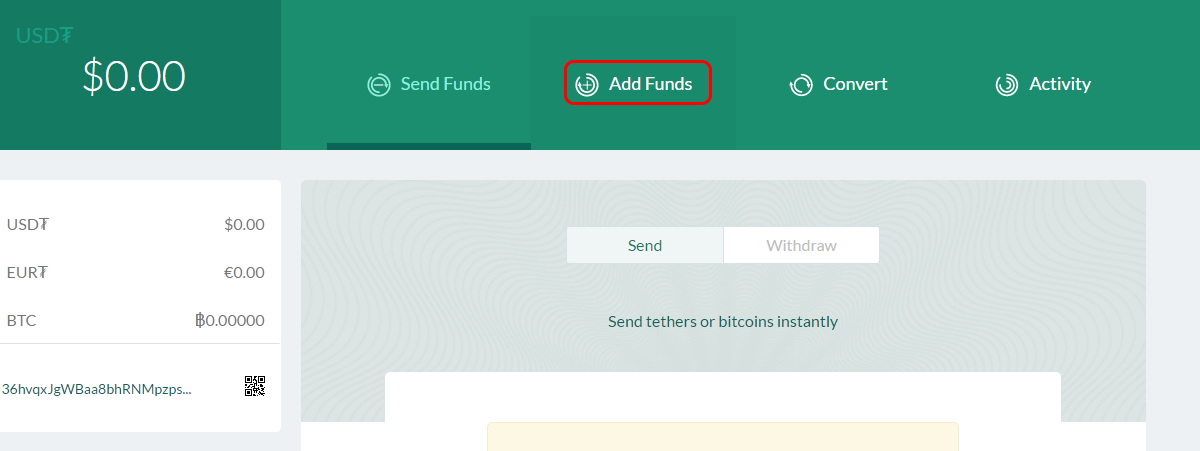 USD₮
$0.00
Send Funds
Add Funds
Convert
Activity
USD₮ $0.00
EUR₮ €0.00
BTC ฿0.00000
36hvqxJgWBaa8bhRNMpzps...
Send Withdraw
Send tethers or bitcoins instantly